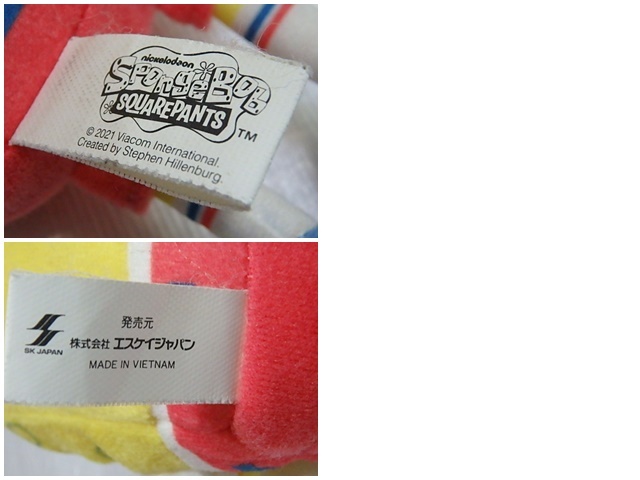 nickelodeon
SpongeBob
SQUAREPANTS
TM
© 2021 Viacom International.
Created by Stephen Hillenburg.
発売元
株式会社 エスケイジャパン
SK JAPAN
MADE IN VIETNAM